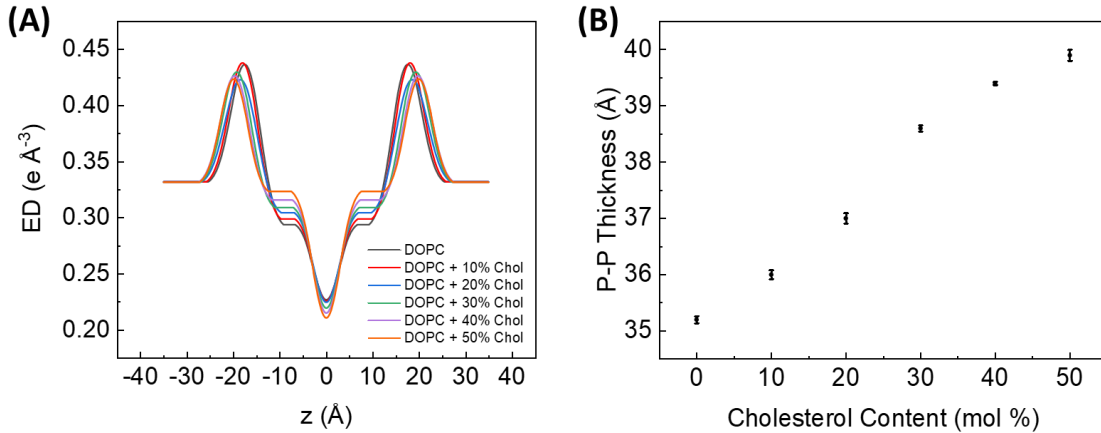 (A)
ED (e Å-3)
0.45
0.40
0.35
0.30
0.25
0.20
DOPC
DOPC + 10% Chol
DOPC + 20% Chol
DOPC + 30% Chol
DOPC + 40% Chol
DOPC + 50% Chol
-40 -30 -20 -10 0 10 20 30 40
z (Å)
(B)
P-P Thickness (Å)
40
39
38
37
36
35
0 10 20 30 40 50
Cholesterol Content (mol %)